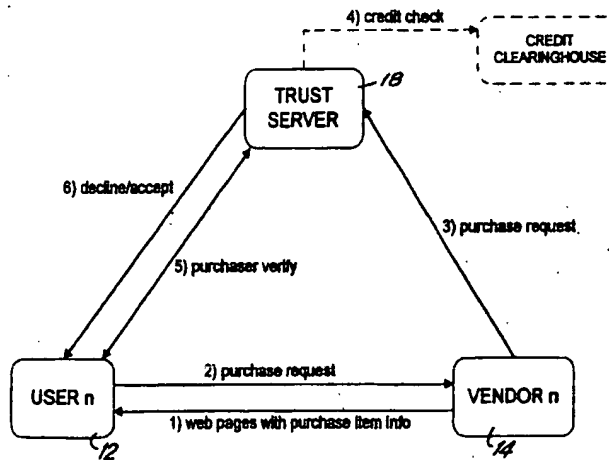 4) credit check
CREDIT
CLEARINGHOUSE
18
TRUST
SERVER
6) decline/accept
3) purchase request
5) purchaser verify
2) purchase request
USER n
VENDOR n
1) web pages with purchase item info
12
14